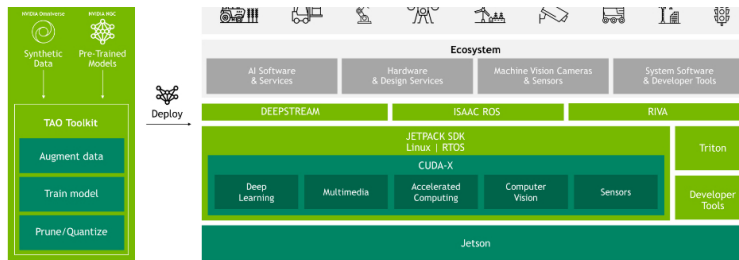 NVIDIA Omniverse
NVIDIA NGC
Synthetic
Data
Pre-Trained
Models
TAO Toolkit
Augment data
Train model
Prune/Quantize
Deploy
Ecosystem
AI Software
& Services
Hardware
& Design Services
Machine Vision Cameras
& Sensors
System Software
& Developer Tools
DEEPSTREAM
ISAAC ROS
RIVA
JETPACK SDK
Linux | RTOS
CUDA-X
Deep
Learning
Multimedia
Accelerated
Computing
Computer
Vision
Sensors
Triton
Developer
Tools
Jetson